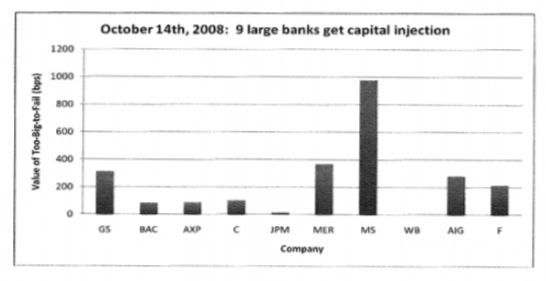 October 14th, 2008: 9 large banks get capital injection
Value of Too-Big-to-Fail (bps)
1200
1000
800
600
400
200
0
GS BAC AXP C JPM MER MS WB AIG F
Company